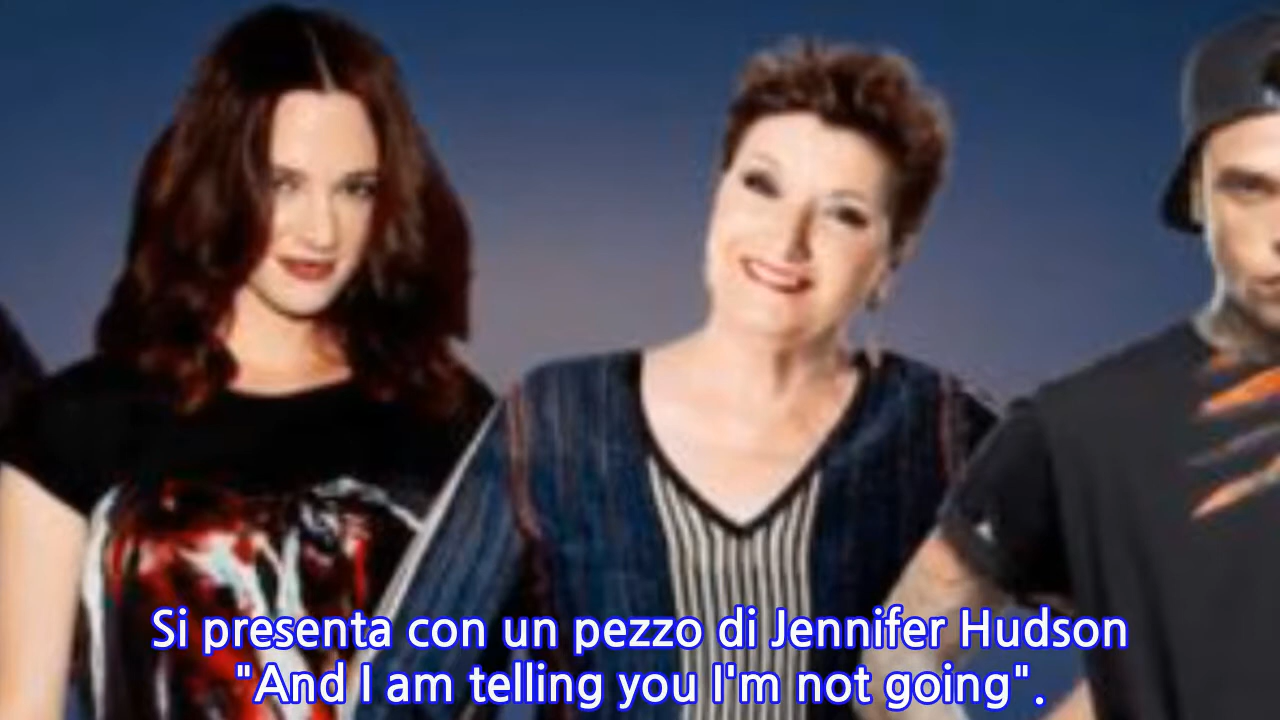 Si presenta con un pezzo di Jennifer Hudson
"And I am telling you I'm not going".